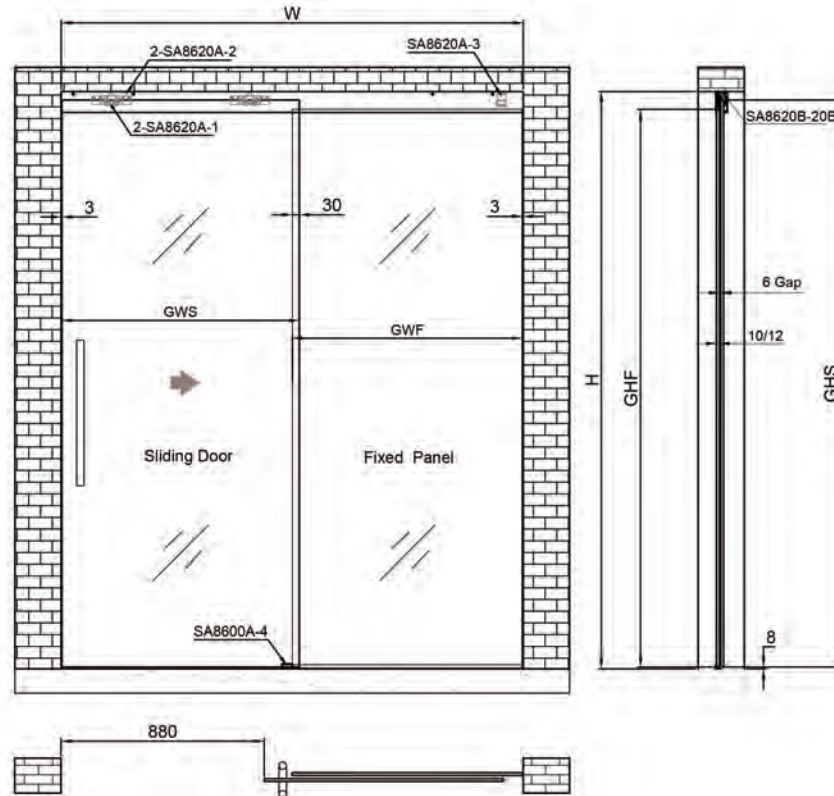 W
2-SA8620A-2
SA8620A-3
2-SA8620A-1
SA8620B-20B
3
30
3
6 Gap
GWS
GWF
10/12
H
GHF
GHS
Sliding Door
Fixed Panel
SA8600A-4
8
880